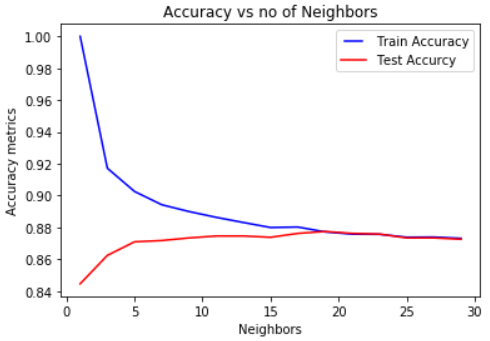 Accuracy vs no of Neighbors
Train Accuracy
Test Accurcy
Accuracy metrics
1.00
0.98
0.96
0.94
0.92
0.90
0.88
0.86
0.84
0 5 10 15 20 25 30
Neighbors